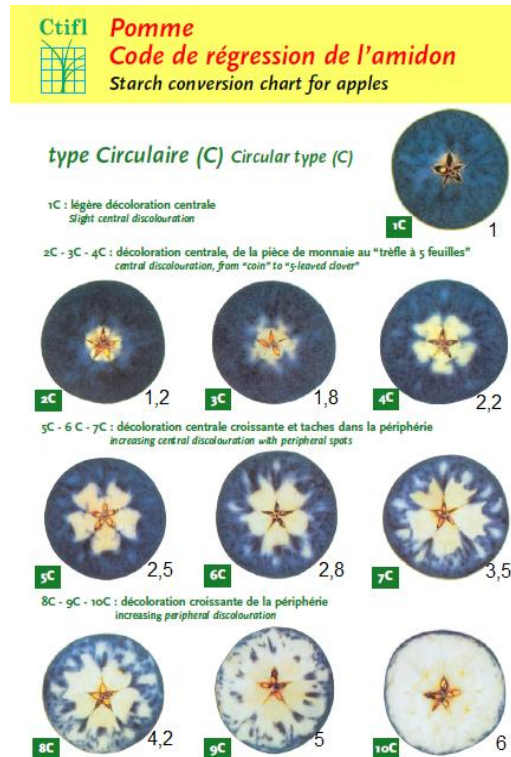 Ctifl
Pomme
Code de régression de l'amidon
Starch conversion chart for apples
type Circulaire (C) Circular type (C)
1C : légère décoloration centrale
Slight central discolouration
1C
1
2C - 3C - 4C : décoloration centrale, de la pièce de monnaie au "trèfle à 5 feuilles"
central discolouration, from "coin" to "5-leaved clover"
2C 1,2
3C 1,8
4C 2,2
5C - 6 C - 7C : décoloration centrale croissante et taches dans la périphérie
increasing central discolouration with peripheral spots
5C 2,5
6C 2,8
7C 3,5
8C - 9C - 10C : décoloration croissante de la périphérie
increasing peripheral discolouration
8C 4,2
9C 5
10C 6